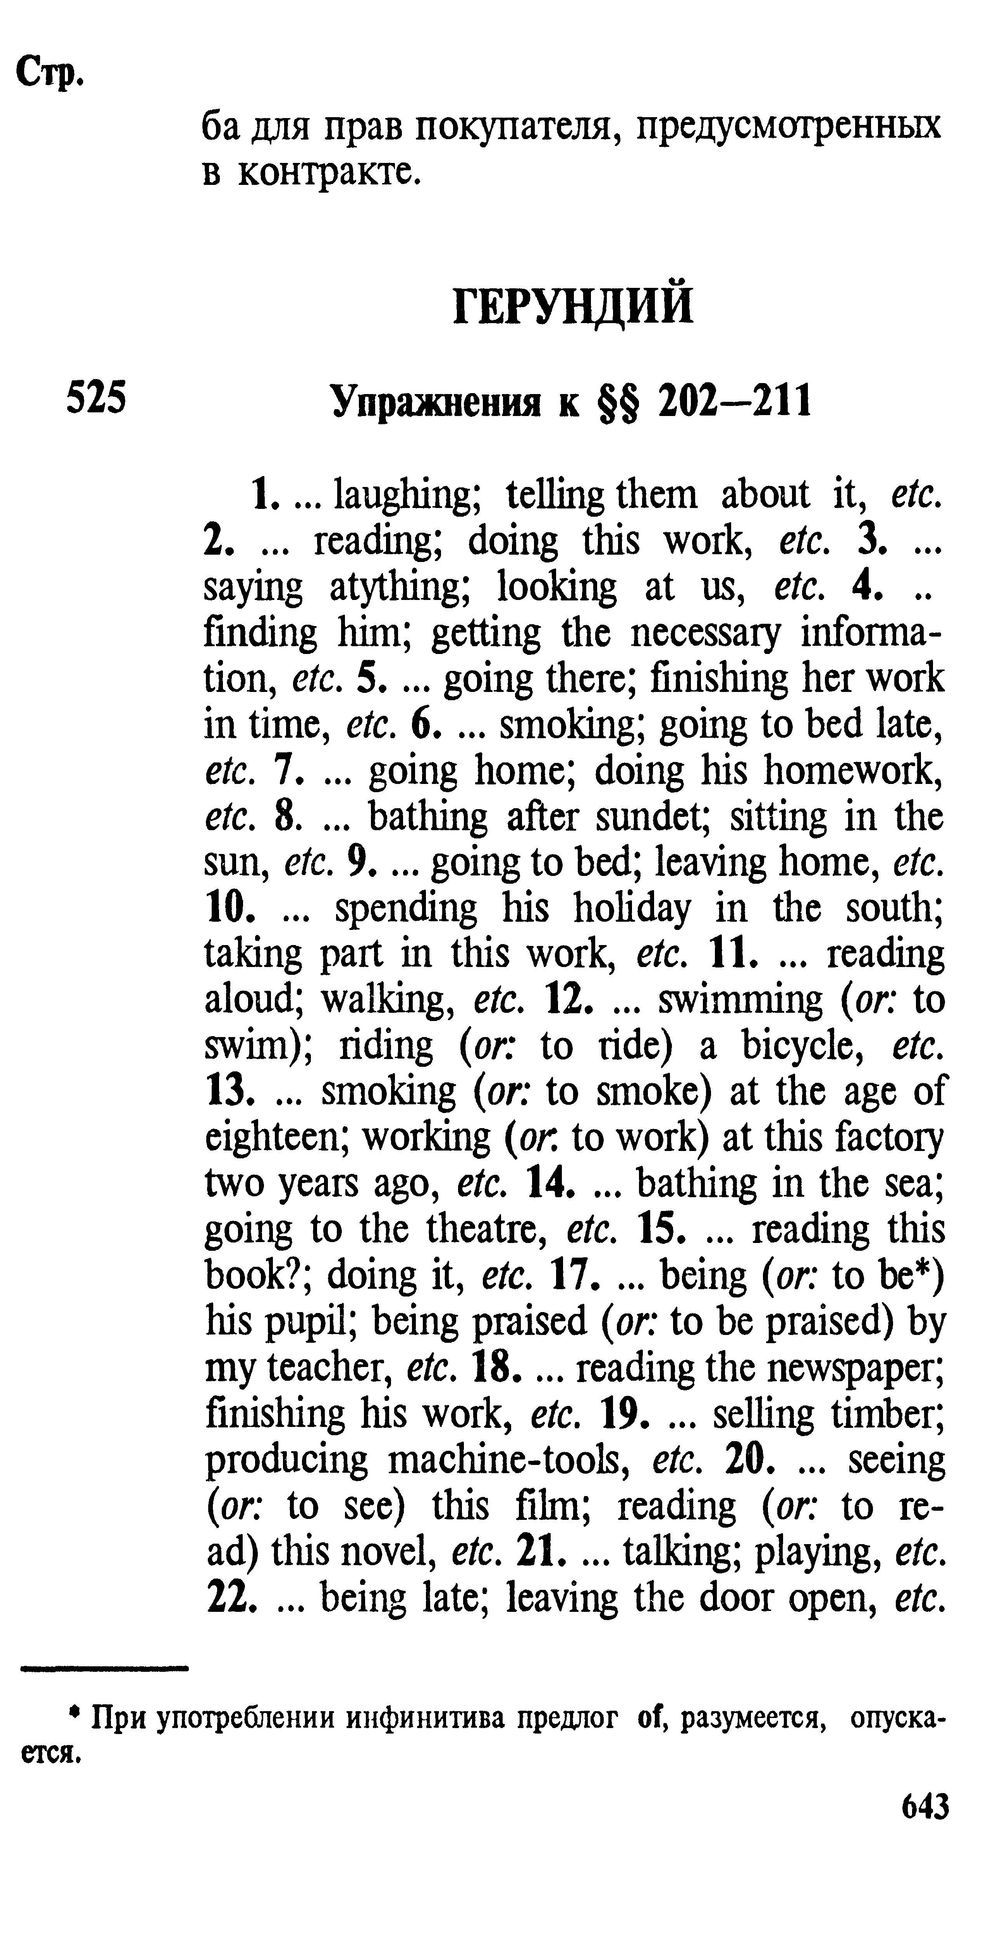 Стр.
ба для прав покупателя, предусмотренных
в контракте.
ГЕРУНДИЙ
525 Упражнения к §§ 202—211
1. ... laughing; telling them about it, etc.
2. ... reading; doing this work, etc. 3. ...
saying atything; looking at us, etc. 4. ..
finding him; getting the necessary informa-
tion, etc. 5. ... going there; finishing her work
in time, etc. 6. ... smoking; going to bed late,
etc. 7. ... going home; doing his homework,
etc. 8. ... bathing after sundet; sitting in the
sun, etc. 9. ... going to bed; leaving home, etc.
10. ... spending his holiday in the south;
taking part in this work, etc. 11. ... reading
aloud; walking, etc. 12. ... swimming (or: to
swim); riding (or: to ride) a bicycle, etc.
13. ... smoking (or: to smoke) at the age of
eighteen; working (or: to work) at this factory
two years ago, etc. 14. ... bathing in the sea;
going to the theatre, etc. 15. ... reading this
book?; doing it, etc. 17. ... being (or: to be*)
his pupil; being praised (or: to be praised) by
my teacher, etc. 18. ... reading the newspaper;
finishing his work, etc. 19. ... selling timber;
producing machine-tools, etc. 20. ... seeing
(or: to see) this film; reading (or: to re-
ad) this novel, etc. 21. ... talking; playing, etc.
22. ... being late; leaving the door open, etc.
* При употреблении инфинитива предлог of, разумеется, опуска-
ется.
643